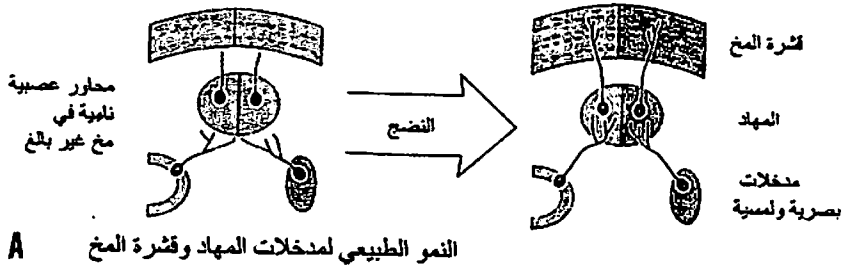 قشرة المخ
المهاد
مدخلات
بصرية ولمسية
النضج
محاور عصبية
نامية في
مخ غير بالغ
A النمو الطبيعي لمدخلات المهاد وقشرة المخ